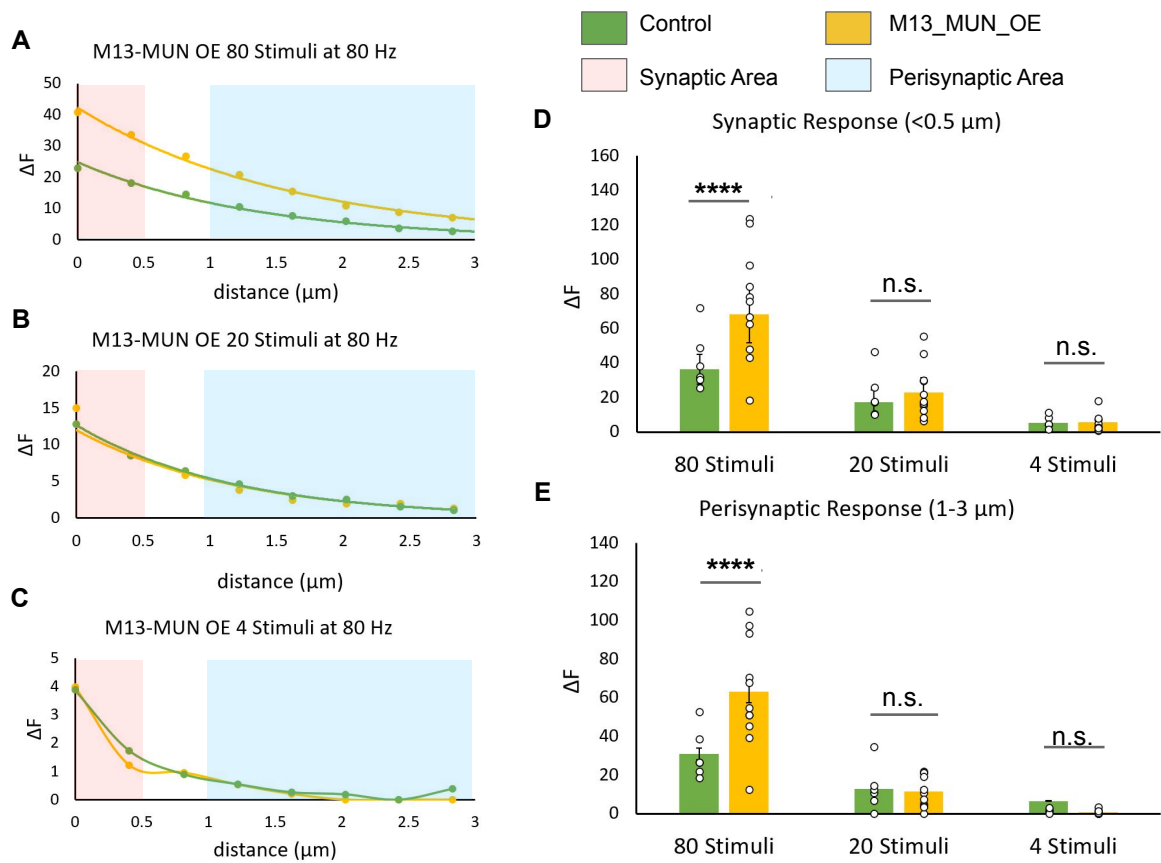 Control
M13_MUN_OE
Synaptic Area
Perisynaptic Area
A
M13-MUN OE 80 Stimuli at 80 Hz
50
40
30
20
10
0
ΔF
0 0.5 1 1.5 2 2.5 3
distance (µm)
B
M13-MUN OE 20 Stimuli at 80 Hz
20
15
10
5
0
ΔF
0 0.5 1 1.5 2 2.5 3
distance (µm)
C
M13-MUN OE 4 Stimuli at 80 Hz
5
4
3
2
1
0
ΔF
0 0.5 1 1.5 2 2.5 3
distance (µm)
D
Synaptic Response (<0.5 µm)
160
140
120
100
80
60
40
20
0
ΔF
****
n.s.
n.s.
80 Stimuli 20 Stimuli 4 Stimuli
E
Perisynaptic Response (1-3 µm)
140
120
100
80
60
40
20
0
ΔF
****
n.s.
n.s.
80 Stimuli 20 Stimuli 4 Stimuli